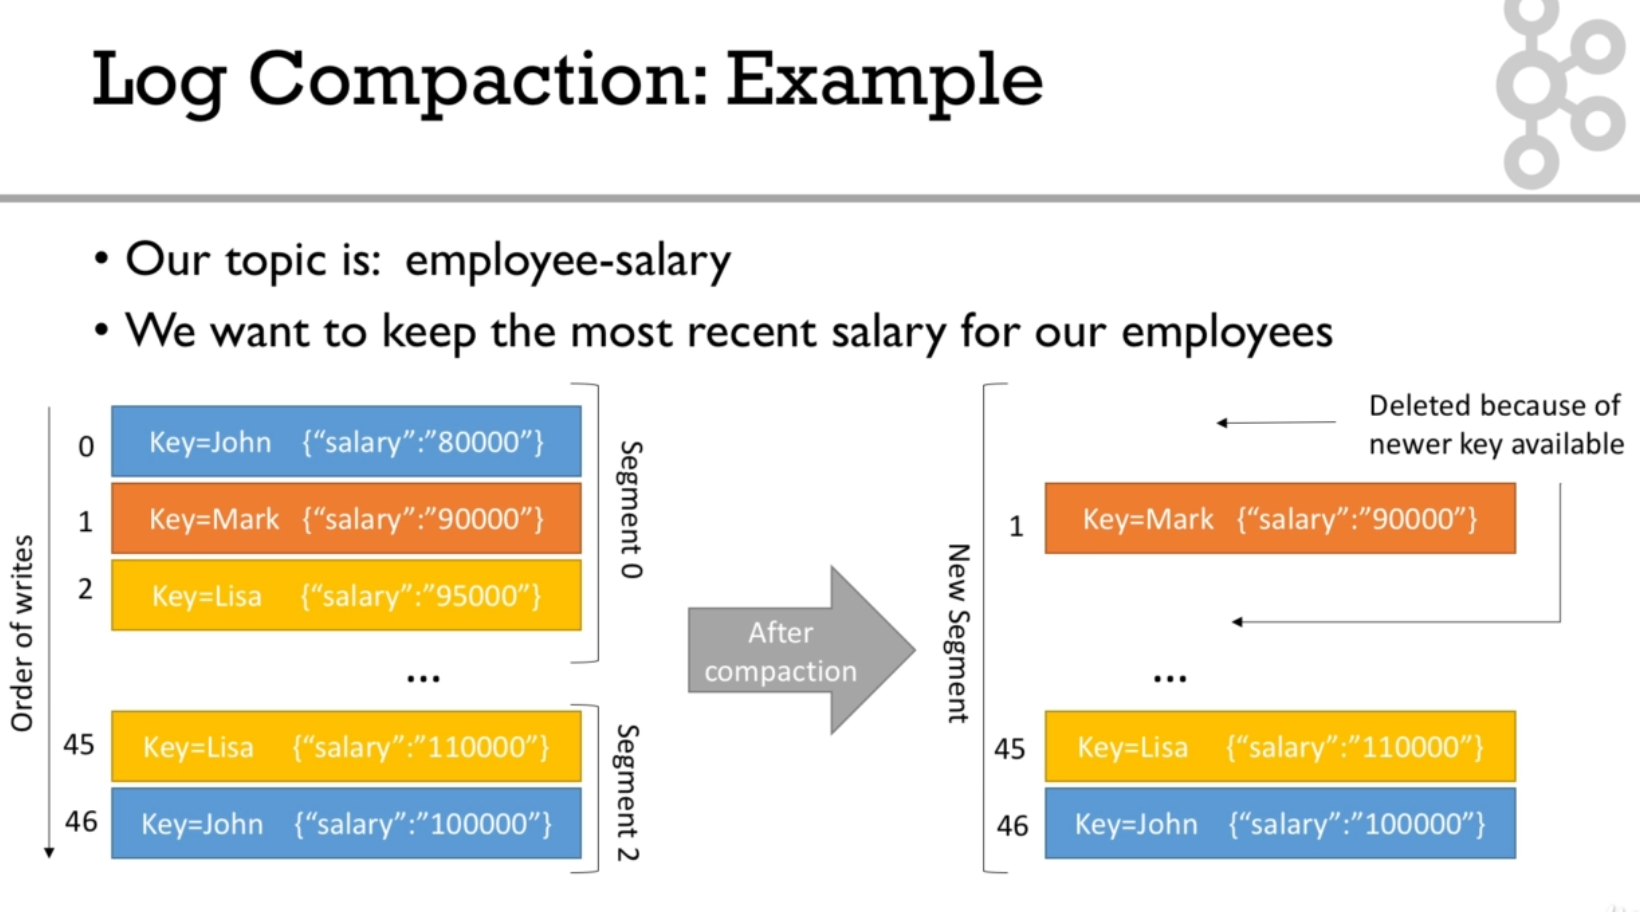 Log Compaction: Example
• Our topic is:  employee-salary
• We want to keep the most recent salary for our employees
Order of writes
0
Key=John {“salary”:”80000”}
1
Key=Mark {“salary”:”90000”}
2
Key=Lisa {“salary”:”95000”}
Segment 0
...
45
Key=Lisa {“salary”:”110000”}
46
Key=John {“salary”:”100000”}
Segment 2
After
compaction
New Segment
Deleted because of
newer key available
1
Key=Mark {“salary”:”90000”}
...
45
Key=Lisa {“salary”:”110000”}
46
Key=John {“salary”:”100000”}